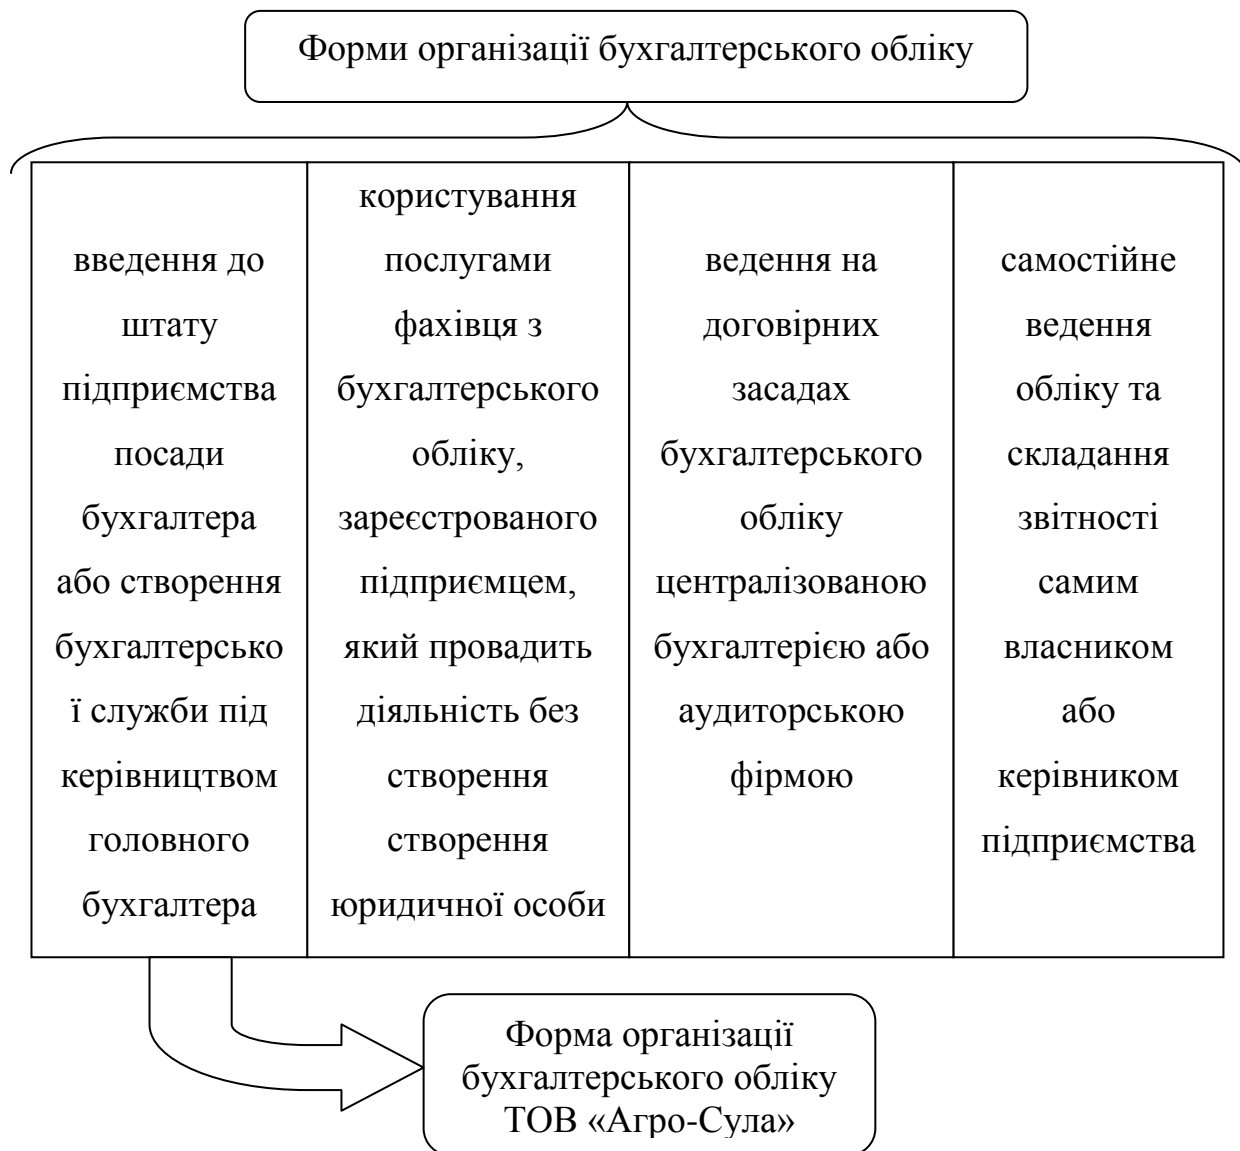 Форми організації бухгалтерського обліку
введення до
штату
підприємства
посади
бухгалтера
або створення
бухгалтерсько
ї служби під
керівництвом
головного
бухгалтера
користування
послугами
фахівця з
бухгалтерського
обліку,
зареєстрованого
підприємцем,
який провадить
діяльність без
створення
створення
юридичної особи
ведення на
договірних
засадах
бухгалтерського
обліку
централізованою
бухгалтерією або
аудиторською
фірмою
самостійне
ведення
обліку та
складання
звітності
самим
власником
або
керівником
підприємства
Форма організації
бухгалтерського обліку
ТОВ «Агро-Сула»